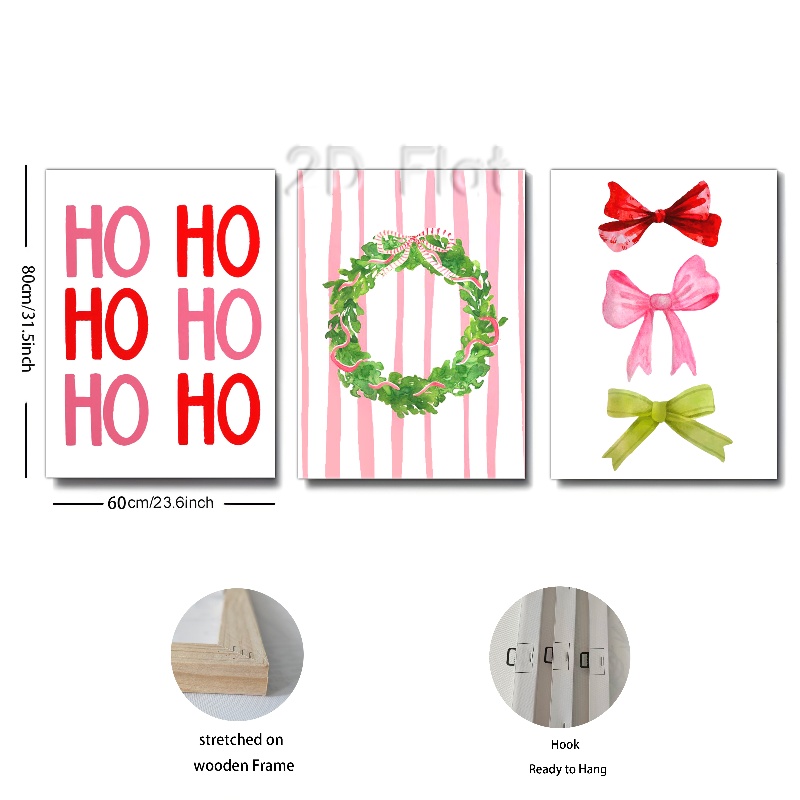 2D Flat
HO HO
HO HO
HO HO
80cm/31.5inch
60cm/23.6inch
stretched on
wooden Frame
Hook
Ready to Hang